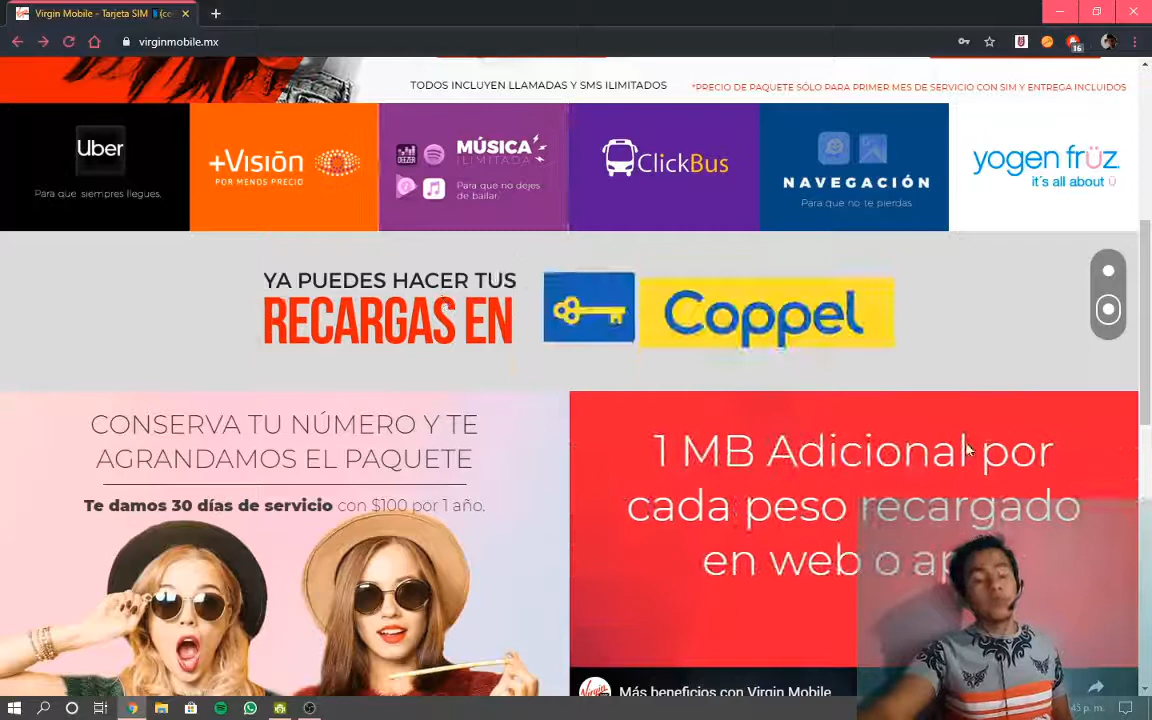 Virgin Mobile - Tarjeta SIM
virginmobile.mx
16
TODOS INCLUYEN LLAMADAS Y SMS ILIMITADOS
*PRECIO DE PAQUETE SÓLO PARA PRIMER MES DE SERVICIO CON SIM Y ENTREGA INCLUIDOS
Uber
Para que siempres llegues.
+Visión
POR MENOS PRECIO
DEEZER
MÚSICA
ILIMITADA
Para que no dejes
de bailar.
ClickBus
NAVEGACIÓN
Para que no te pierdas
yogen früz
it's all about ü
YA PUEDES HACER TUS
RECARGAS EN
Coppel
CONSERVA TU NÚMERO Y TE
AGRANDAMOS EL PAQUETE
Te damos 30 días de servicio con $100 por 1 año.
1 MB Adicional por
cada peso recargado
en web o
Más beneficios con Virgin Mobile
45 p. m.